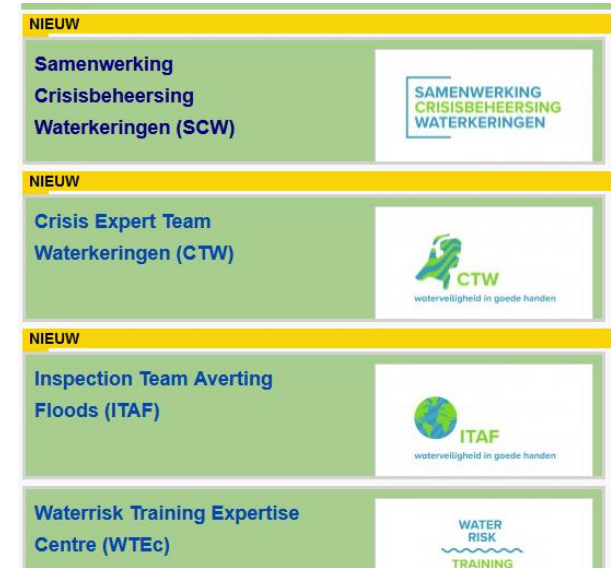 NIEUW
Samenwerking
Crisisbeheersing
Waterkeringen (SCW)
SAMENWERKING
CRISISBEHEERSING
WATERKERINGEN
NIEUW
Crisis Expert Team
Waterkeringen (CTW)
CTW
waterveiligheid in goede handen
NIEUW
Inspection Team Averting
Floods (ITAF)
ITAF
waterveiligheid in goede handen
Waterrisk Training Expertise
Centre (WTEc)
WATER
RISK
TRAINING